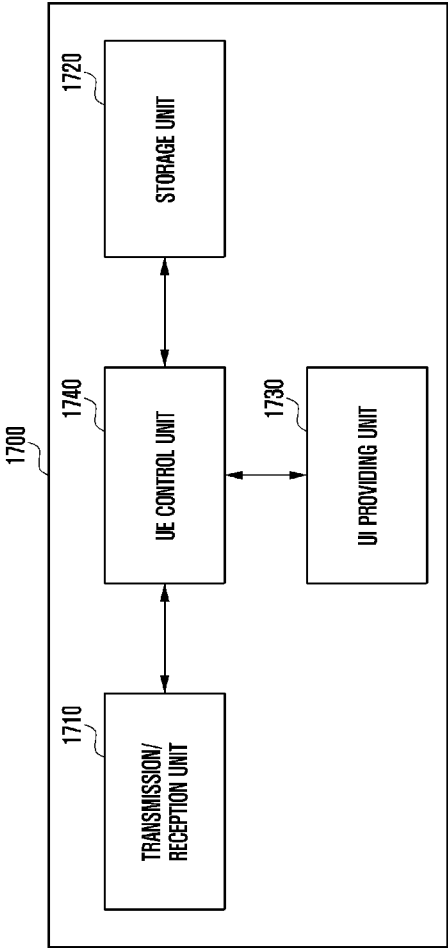 1700
1710
TRANSMISSION/
RECEPTION UNIT
1740
UE CONTROL UNIT
1720
STORAGE UNIT
1730
UI PROVIDING UNIT